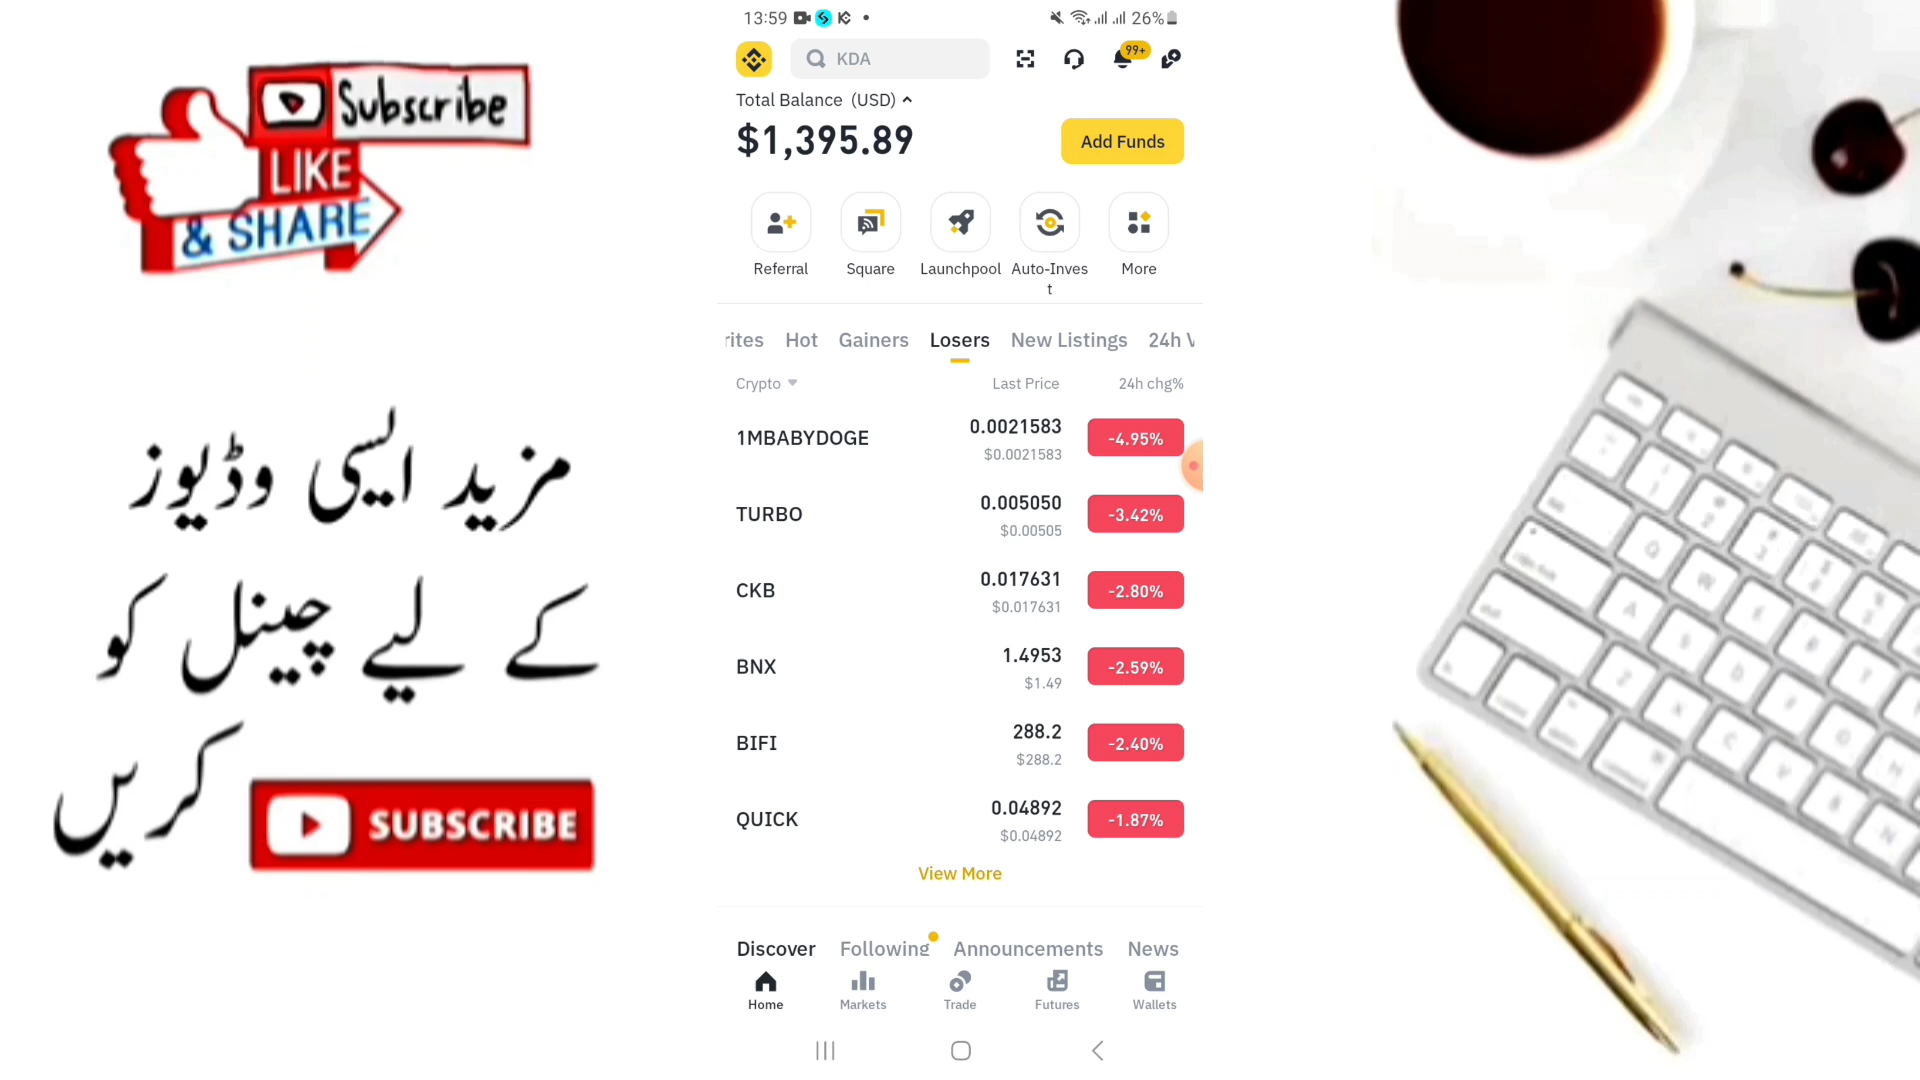 Subscribe
LIKE
& SHARE
مزید ایسی وڈیوز
کے لیے چینل کو
کریں
SUBSCRIBE
13:59 26%
KDA
99+
Total Balance (USD)
$1,395.89
Add Funds
Referral Square Launchpool Auto-Inves More
t
rites Hot Gainers Losers New Listings 24h V
Crypto Last Price 24h chg%
1MBABYDOGE 0.0021583 -4.95%
$0.0021583
TURBO 0.005050 -3.42%
$0.00505
CKB 0.017631 -2.80%
$0.017631
BNX 1.4953 -2.59%
$1.49
BIFI 288.2 -2.40%
$288.2
QUICK 0.04892 -1.87%
$0.04892
View More
Discover Following Announcements News
Home Markets Trade Futures Wallets